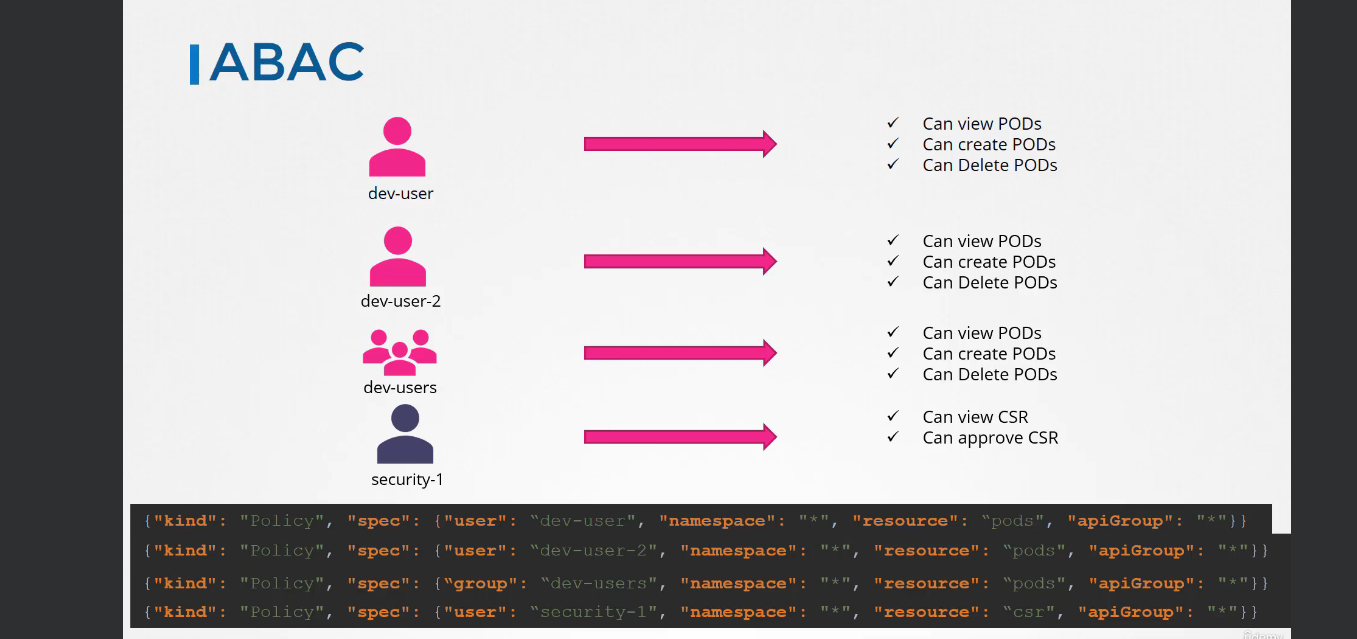 ABAC
✓ Can view PODs
✓ Can create PODs
✓ Can Delete PODs
dev-user
✓ Can view PODs
✓ Can create PODs
✓ Can Delete PODs
dev-user-2
✓ Can view PODs
✓ Can create PODs
✓ Can Delete PODs
dev-users
✓ Can view CSR
✓ Can approve CSR
security-1
{"kind": "Policy", "spec": {"user": “dev-user", "namespace": "*", "resource": “pods", "apiGroup": "*"}}
{"kind": "Policy", "spec": {"user": “dev-user-2", "namespace": "*", "resource": “pods", "apiGroup": "*"}}
{"kind": "Policy", "spec": {“group": “dev-users", "namespace": "*", "resource": “pods", "apiGroup": "*"}}
{"kind": "Policy", "spec": {"user": “security-1", "namespace": "*", "resource": “csr", "apiGroup": "*"}}
Udemy